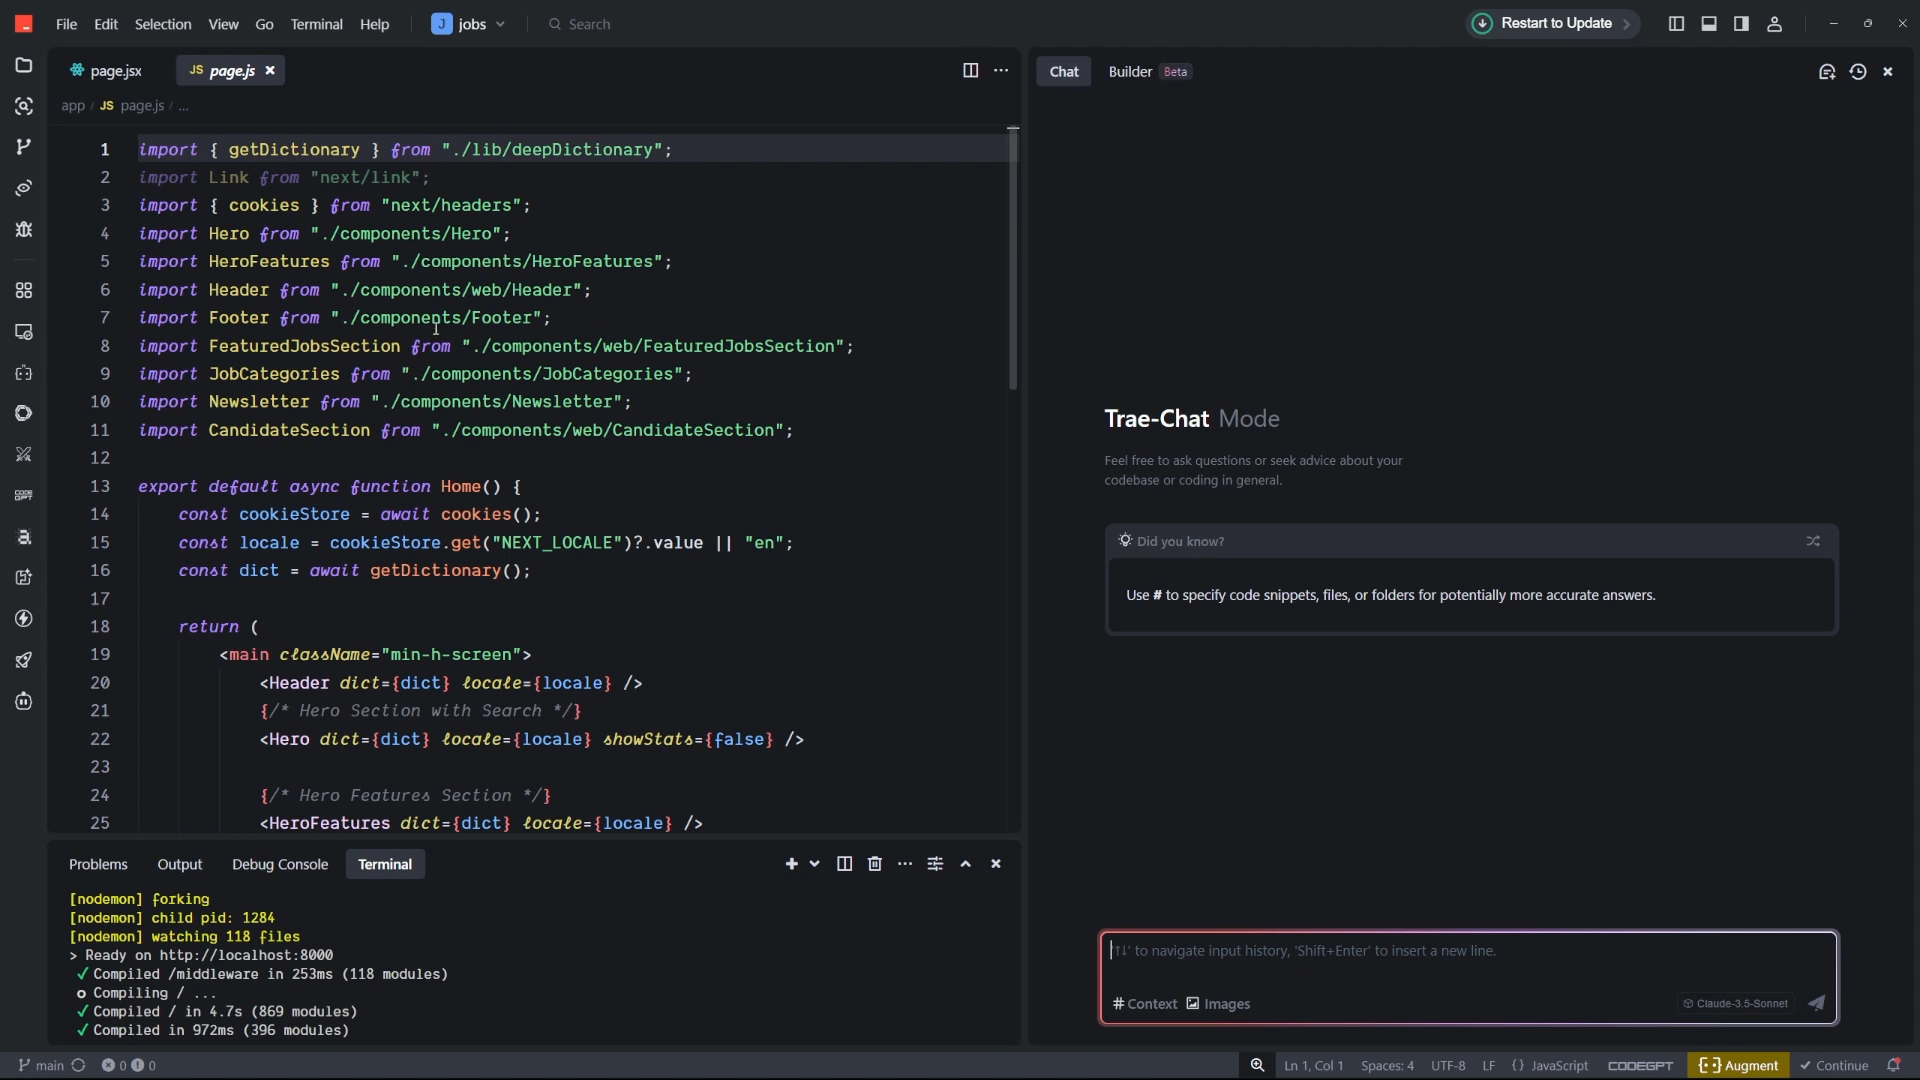 File Edit Selection View Go Terminal Help J jobs Search Restart to Update
page.jsx JS page.js
app / JS page.js / ...
1 import { getDictionary } from "./lib/deepDictionary";
2 import Link from "next/link";
3 import { cookies } from "next/headers";
4 import Hero from "./components/Hero";
5 import HeroFeatures from "./components/HeroFeatures";
6 import Header from "./components/web/Header";
7 import Footer from "./components/Footer";
8 import FeaturedJobsSection from "./components/web/FeaturedJobsSection";
9 import JobCategories from "./components/JobCategories";
10 import Newsletter from "./components/Newsletter";
11 import CandidateSection from "./components/web/CandidateSection";
12
13 export default async function Home() {
14 const cookieStore = await cookies();
15 const locale = cookieStore.get("NEXT_LOCALE")?.value || "en";
16 const dict = await getDictionary();
17
18 return (
19 <main className="min-h-screen">
20 <Header dict={dict} locale={locale} />
21 {/* Hero Section with Search */}
22 <Hero dict={dict} locale={locale} showStats={false} />
23
24 {/* Hero Features Section */}
25 <HeroFeatures dict={dict} locale={locale} />
Problems Output Debug Console Terminal
[nodemon] forking
[nodemon] child pid: 1284
[nodemon] watching 118 files
> Ready on http://localhost:8000
✓ Compiled /middleware in 253ms (118 modules)
○ Compiling / ...
✓ Compiled / in 4.7s (869 modules)
✓ Compiled in 972ms (396 modules)
Chat Builder Beta
Trae-Chat Mode
Feel free to ask questions or seek advice about your
codebase or coding in general.
Did you know?
Use # to specify code snippets, files, or folders for potentially more accurate answers.
'↑↓' to navigate input history, 'Shift+Enter' to insert a new line.
# Context Images Claude-3.5-Sonnet
main 0 0 Ln 1, Col 1 Spaces: 4 UTF-8 LF {} JavaScript CODEGPT {··} Augment ✓ Continue